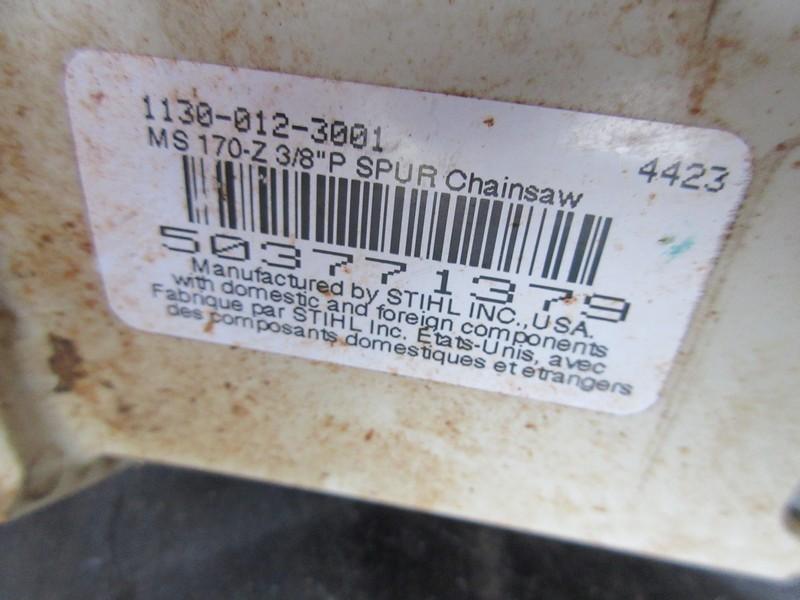 1130-012-3001
MS 170-Z 3/8"P SPUR Chainsaw 4423
503771379
Manufactured by STIHL INC., USA.
with domestic and foreign components
Fabrique par STIHL Inc. Etats-Unis, avec
des composants domestiques et etrangers